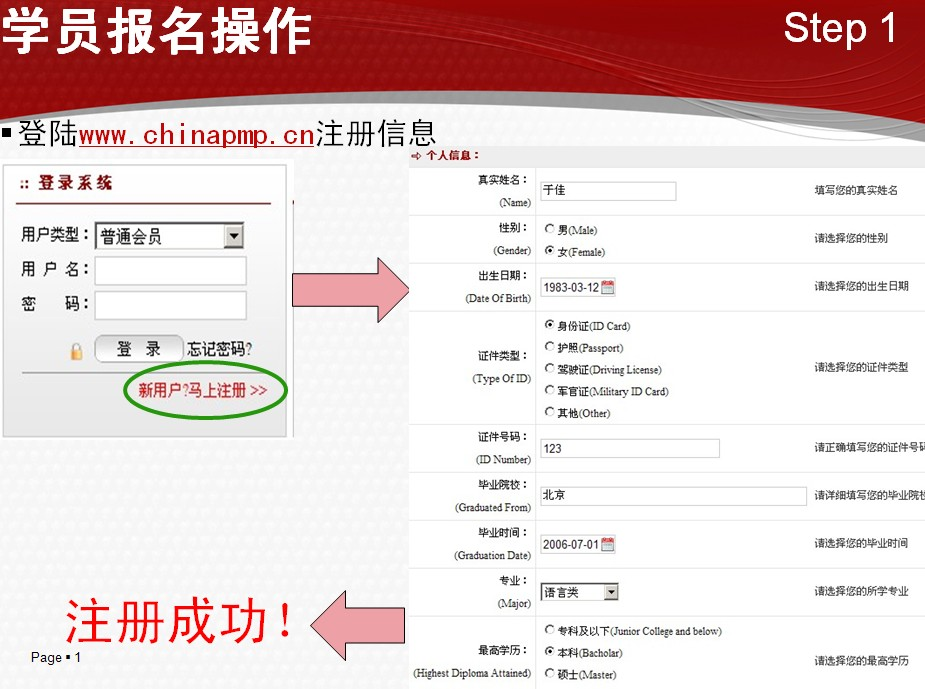 学员报名操作
Step 1
▪登陆www.chinapmp.cn注册信息
:: 登录系统
用户类型：普通会员
用 户 名：
密 码：
登 录 忘记密码?
新用户?马上注册 >>
⇨ 个人信息：
真实姓名： 于佳 填写您的真实姓名
(Name)
性别： 男(Male) 请选择您的性别
(Gender) 女(Female)
出生日期： 1983-03-12 请选择您的出生日期
(Date Of Birth)
身份证(ID Card)
护照(Passport)
证件类型： 驾驶证(Driving License) 请选择您的证件类型
(Type Of ID) 军官证(Military ID Card)
其他(Other)
证件号码： 123 请正确填写您的证件号码
(ID Number)
毕业院校： 北京 请详细填写您的毕业院校
(Graduated From)
毕业时间： 2006-07-01 请选择您的毕业时间
(Graduation Date)
专业： 语言类 请选择您的所学专业
(Major)
专科及以下(Junior College and below)
最高学历： 本科(Bacholar) 请选择您的最高学历
(Highest Diploma Attained) 硕士(Master)
注册成功！
Page ▪ 1